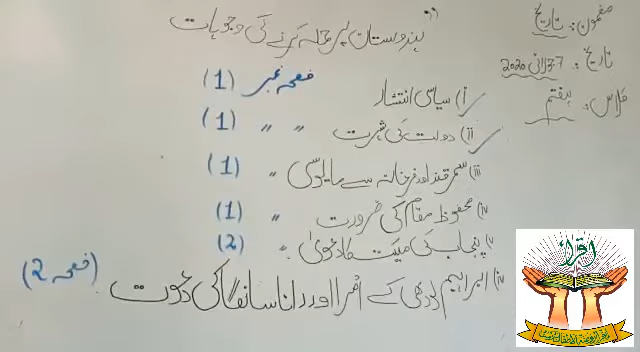 مضمون: تاریخ
تاریخ: 7-جولائی 2020
کلاس: ہفتم
"ہندوستان پر حملہ کرنے کی وجوہات"
صفحہ نمبر
i) سیاسی انتشار (1)
ii) دولت کی شہرت " " (1)
iii) سمرقند اور فرغانہ سے مایوسی " (1)
iv) محفوظ مقام کی ضرورت " (1)
v) پنجاب کی ملکیت کا دعویٰ " (2)
vi) ابراہیم لودھی کے امرا اور رانا سانگا کی دعوت (صفحہ 2)
اقرأ